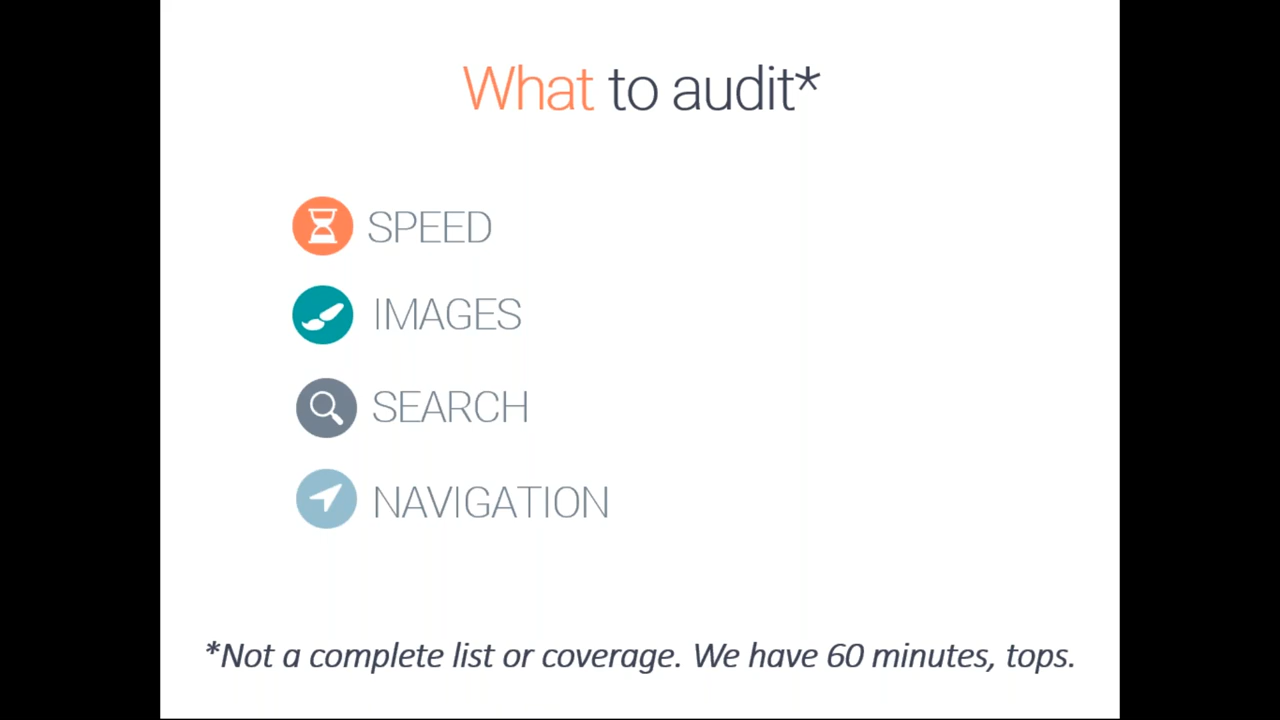 What to audit*
SPEED
IMAGES
SEARCH
NAVIGATION
*Not a complete list or coverage. We have 60 minutes, tops.